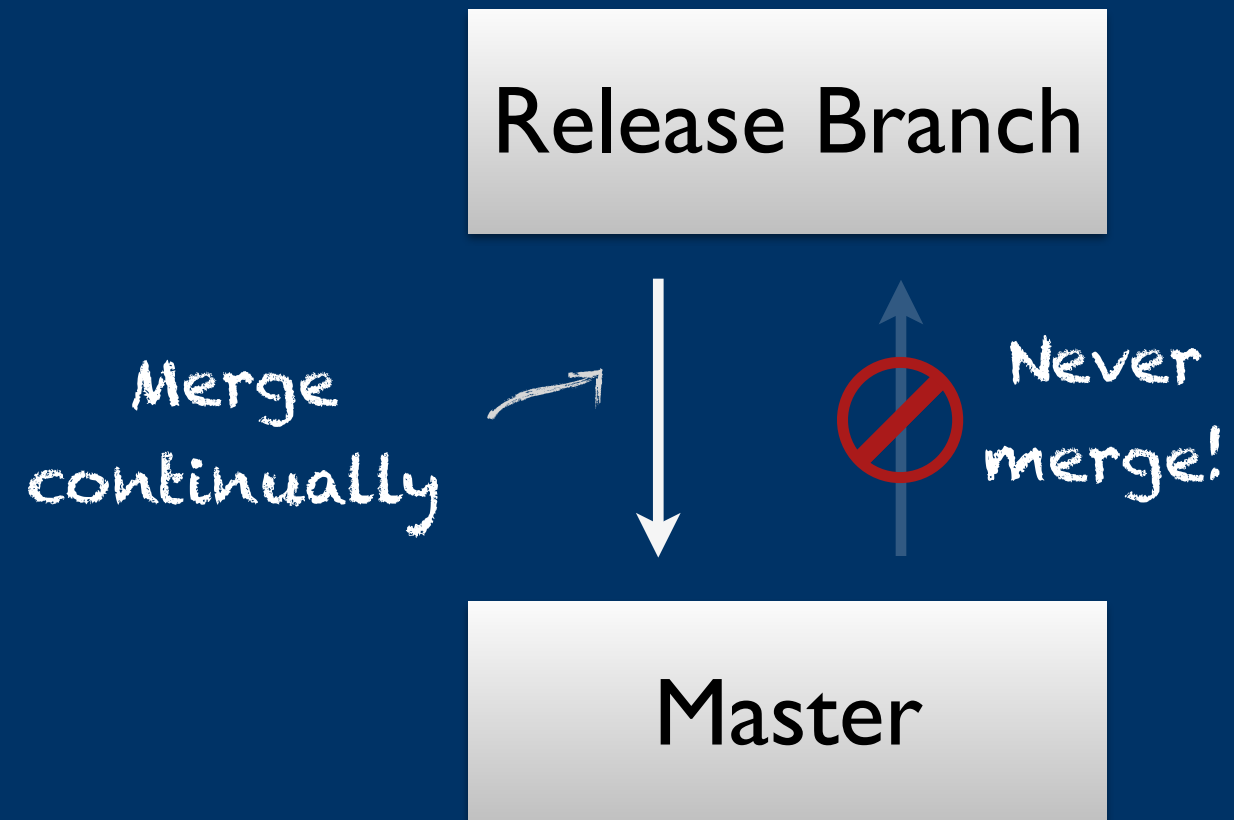 Release Branch
Merge
continually
Never
merge!
Master